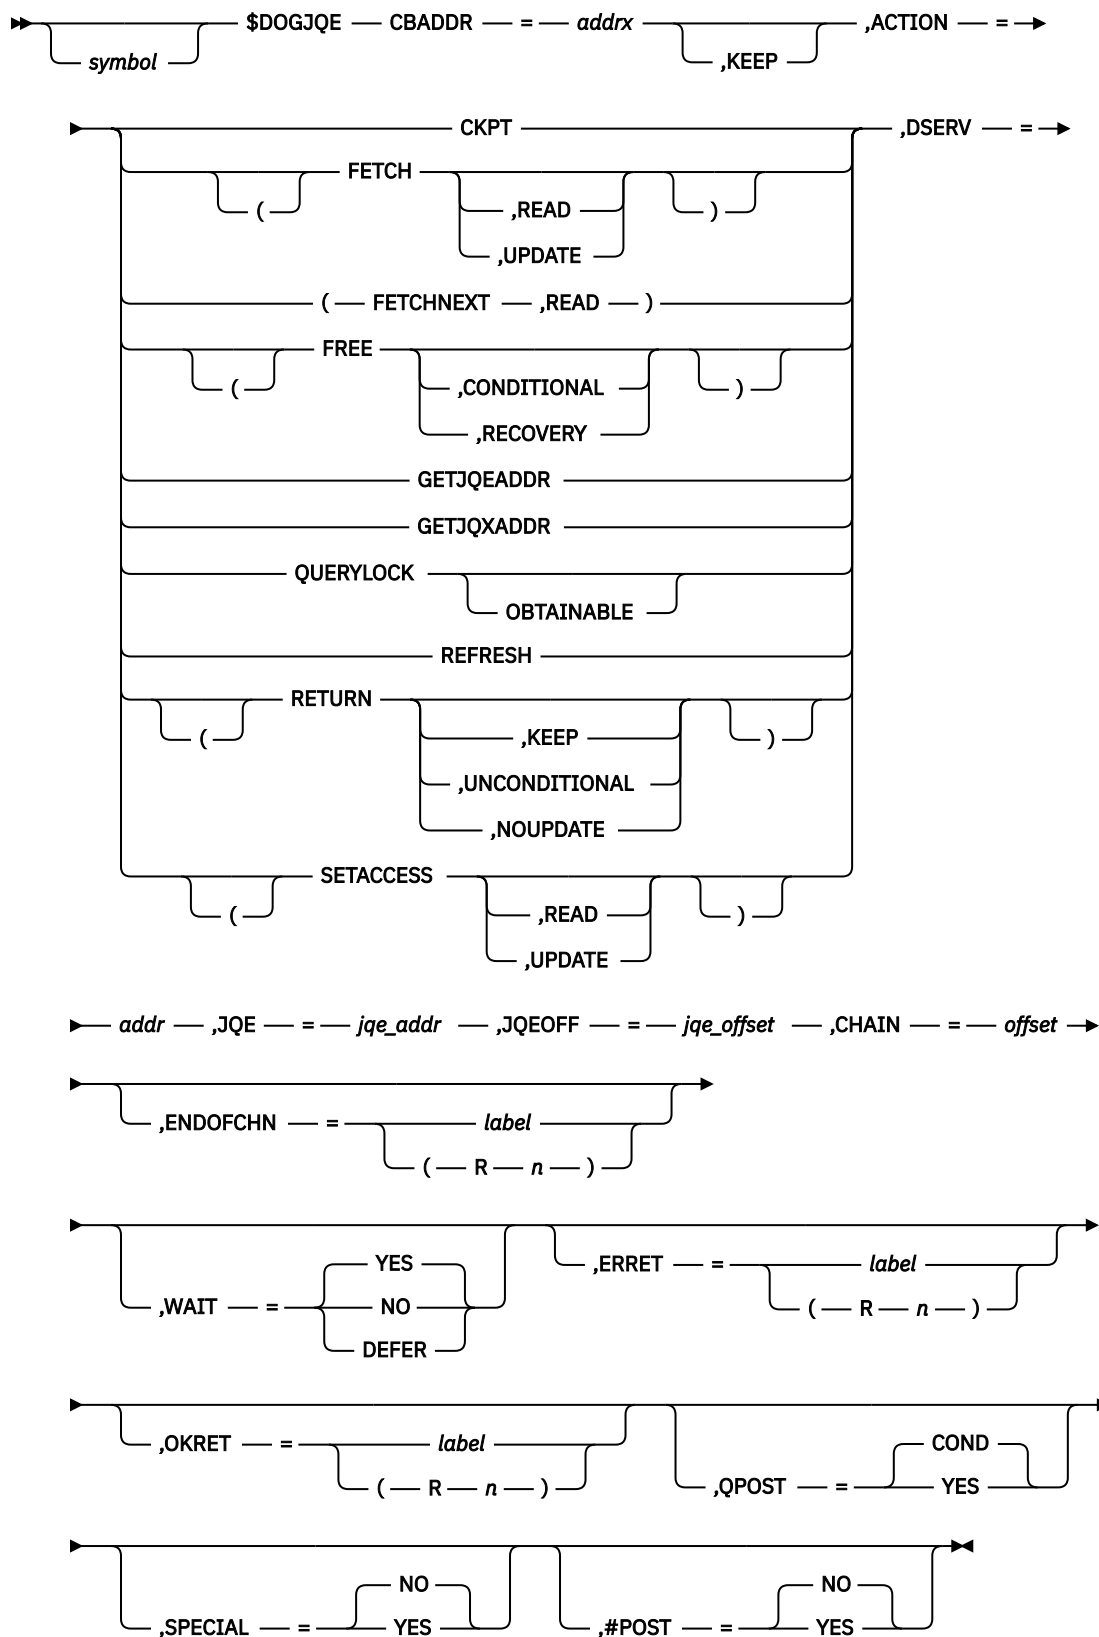 $DOGJQE CBADDR = addrx ,ACTION =
symbol ,KEEP
CKPT ,DSERV =
FETCH
( ,READ )
,UPDATE
( FETCHNEXT ,READ )
FREE
( ,CONDITIONAL )
,RECOVERY
GETJQEADDR
GETJQXADDR
QUERYLOCK
OBTAINABLE
REFRESH
RETURN
( ,KEEP )
,UNCONDITIONAL
,NOUPDATE
SETACCESS
( ,READ )
,UPDATE
addr ,JQE = jqe_addr ,JQEOFF = jqe_offset ,CHAIN = offset
,ENDOFCHN = label
( R n )
YES ,ERRET = label
,WAIT = NO ( R n )
DEFER
,OKRET = label COND
( R n ) ,QPOST = YES
NO NO
,SPECIAL = YES ,#POST = YES